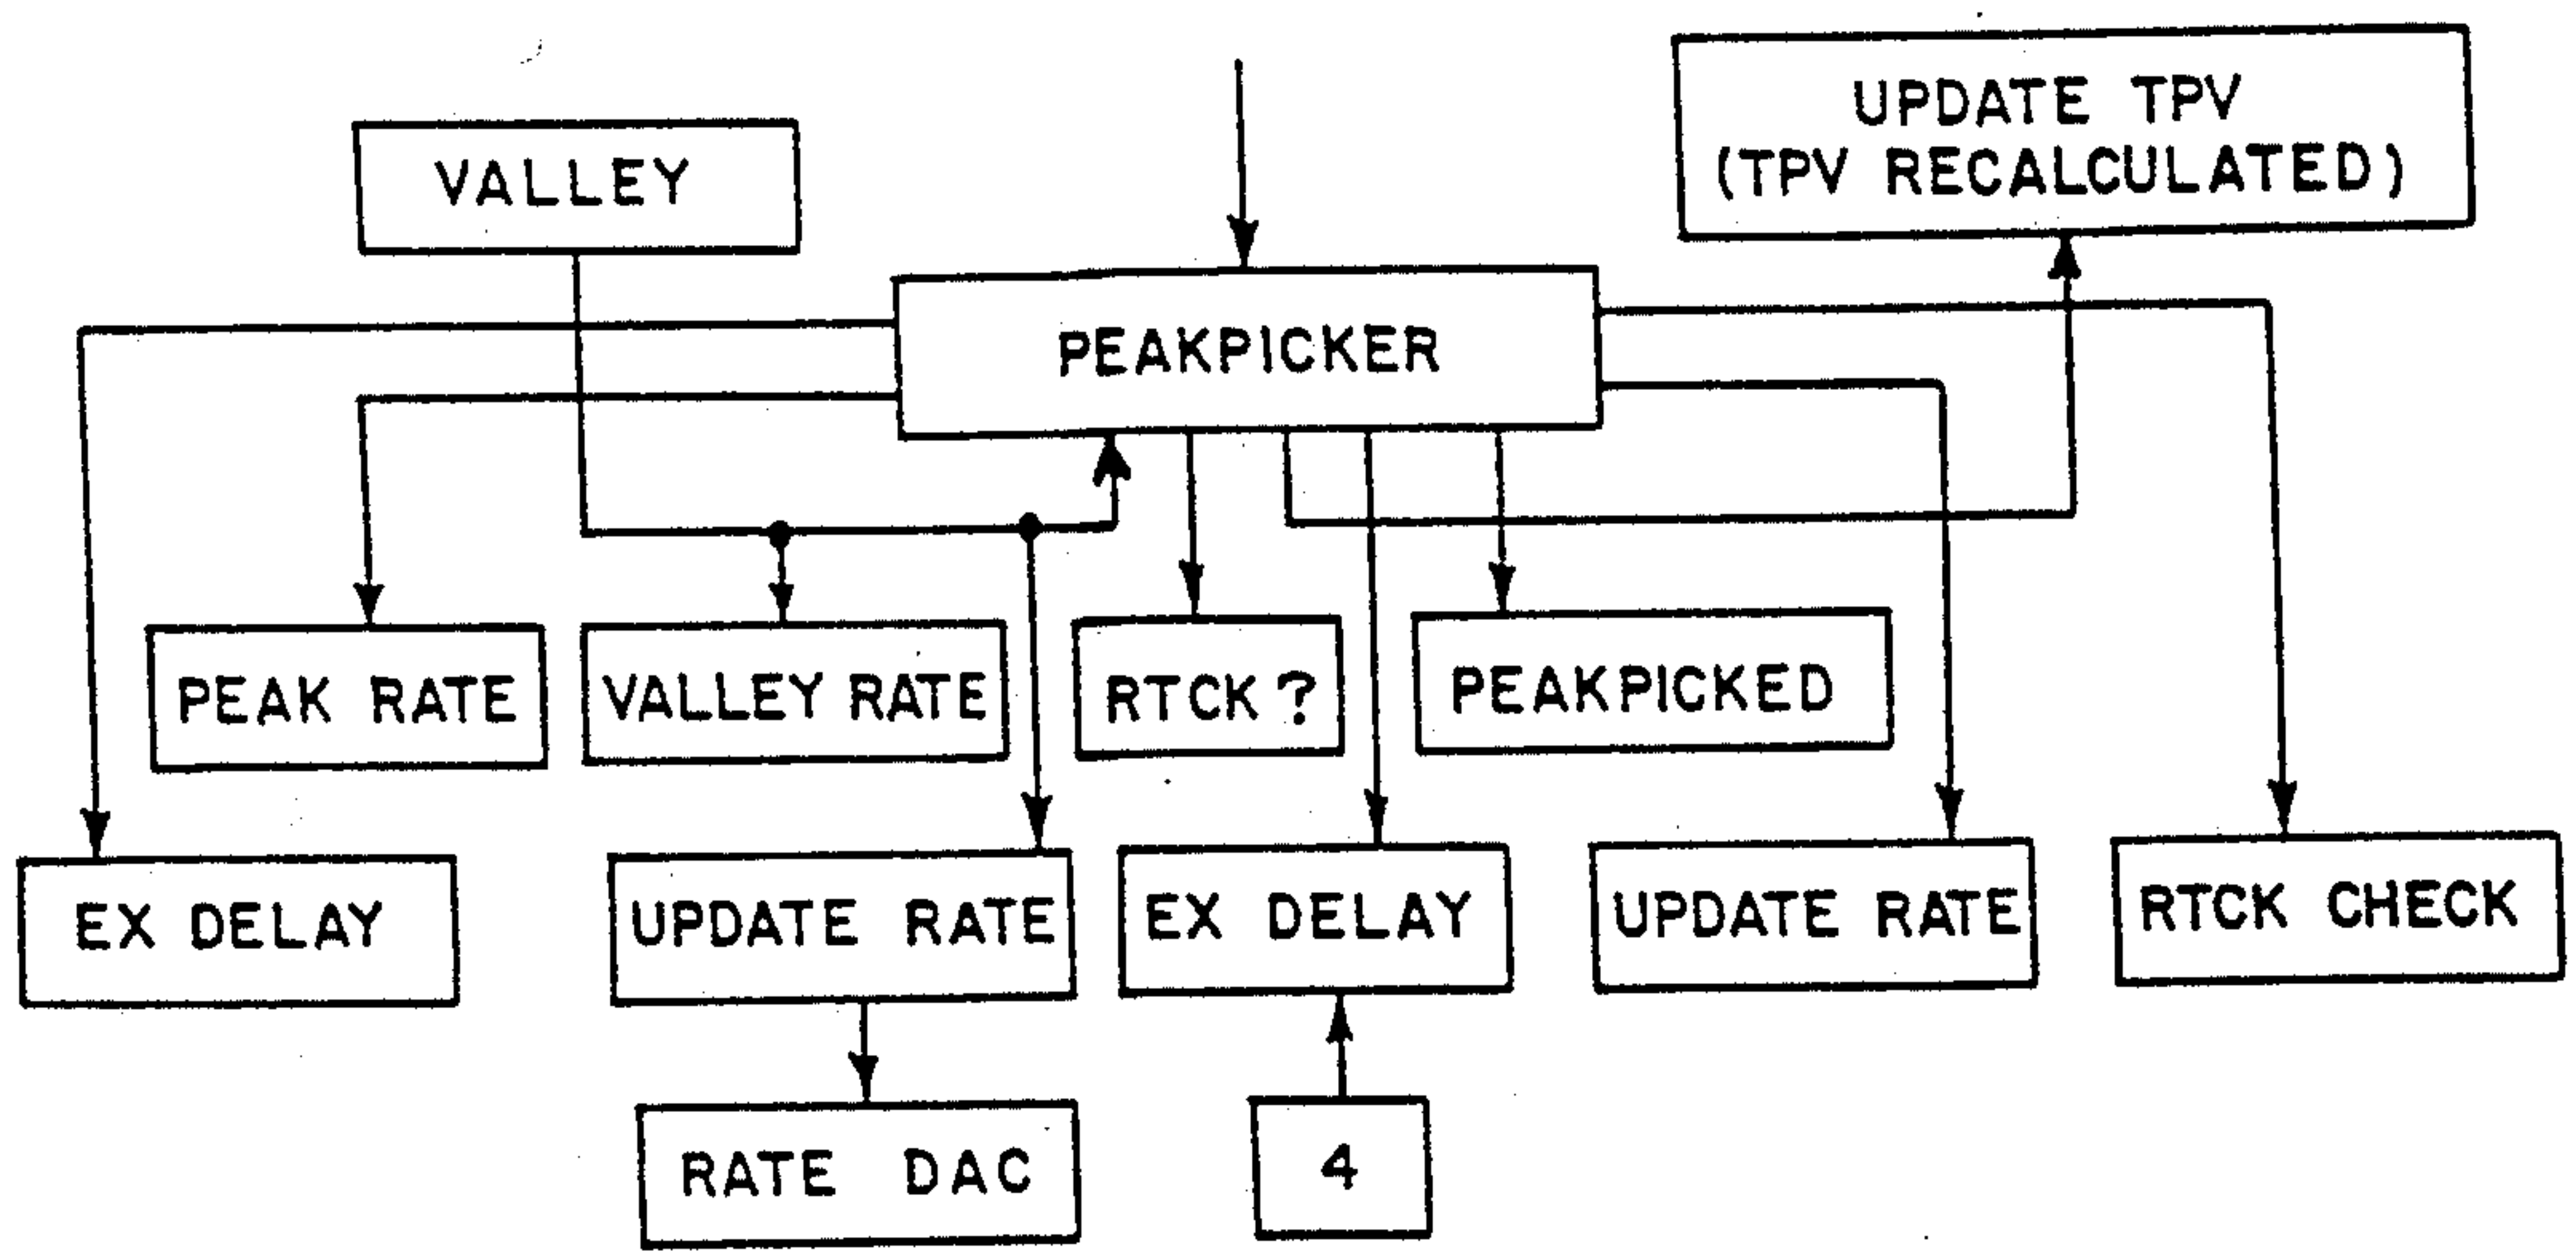 UPDATE TPV
(TPV RECALCULATED)
VALLEY
PEAKPICKER
PEAK RATE
VALLEY RATE
RTCK?
PEAKPICKED
EX DELAY
UPDATE RATE
EX DELAY
UPDATE RATE
RTCK CHECK
RATE DAC
4